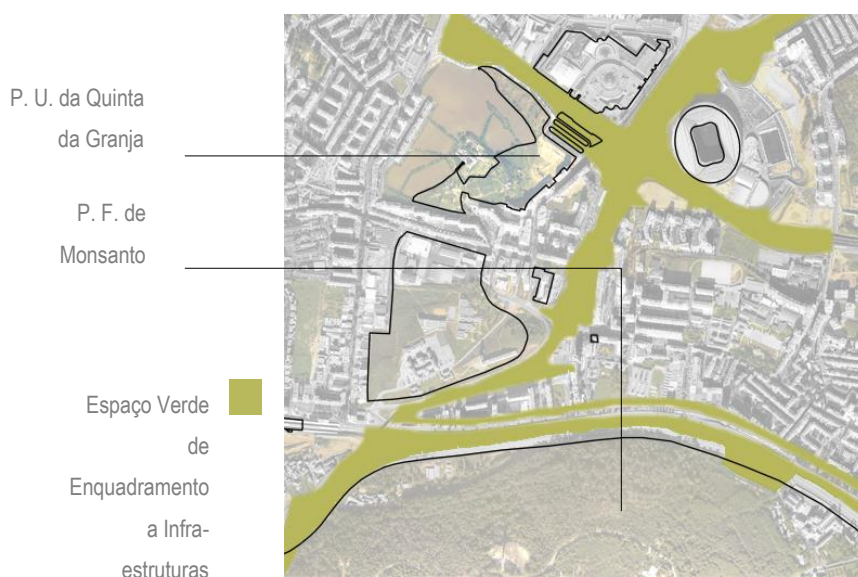 P. U. da Quinta
da Granja
P. F. de
Monsanto
Espaço Verde
de
Enquadramento
a Infra-
estruturas